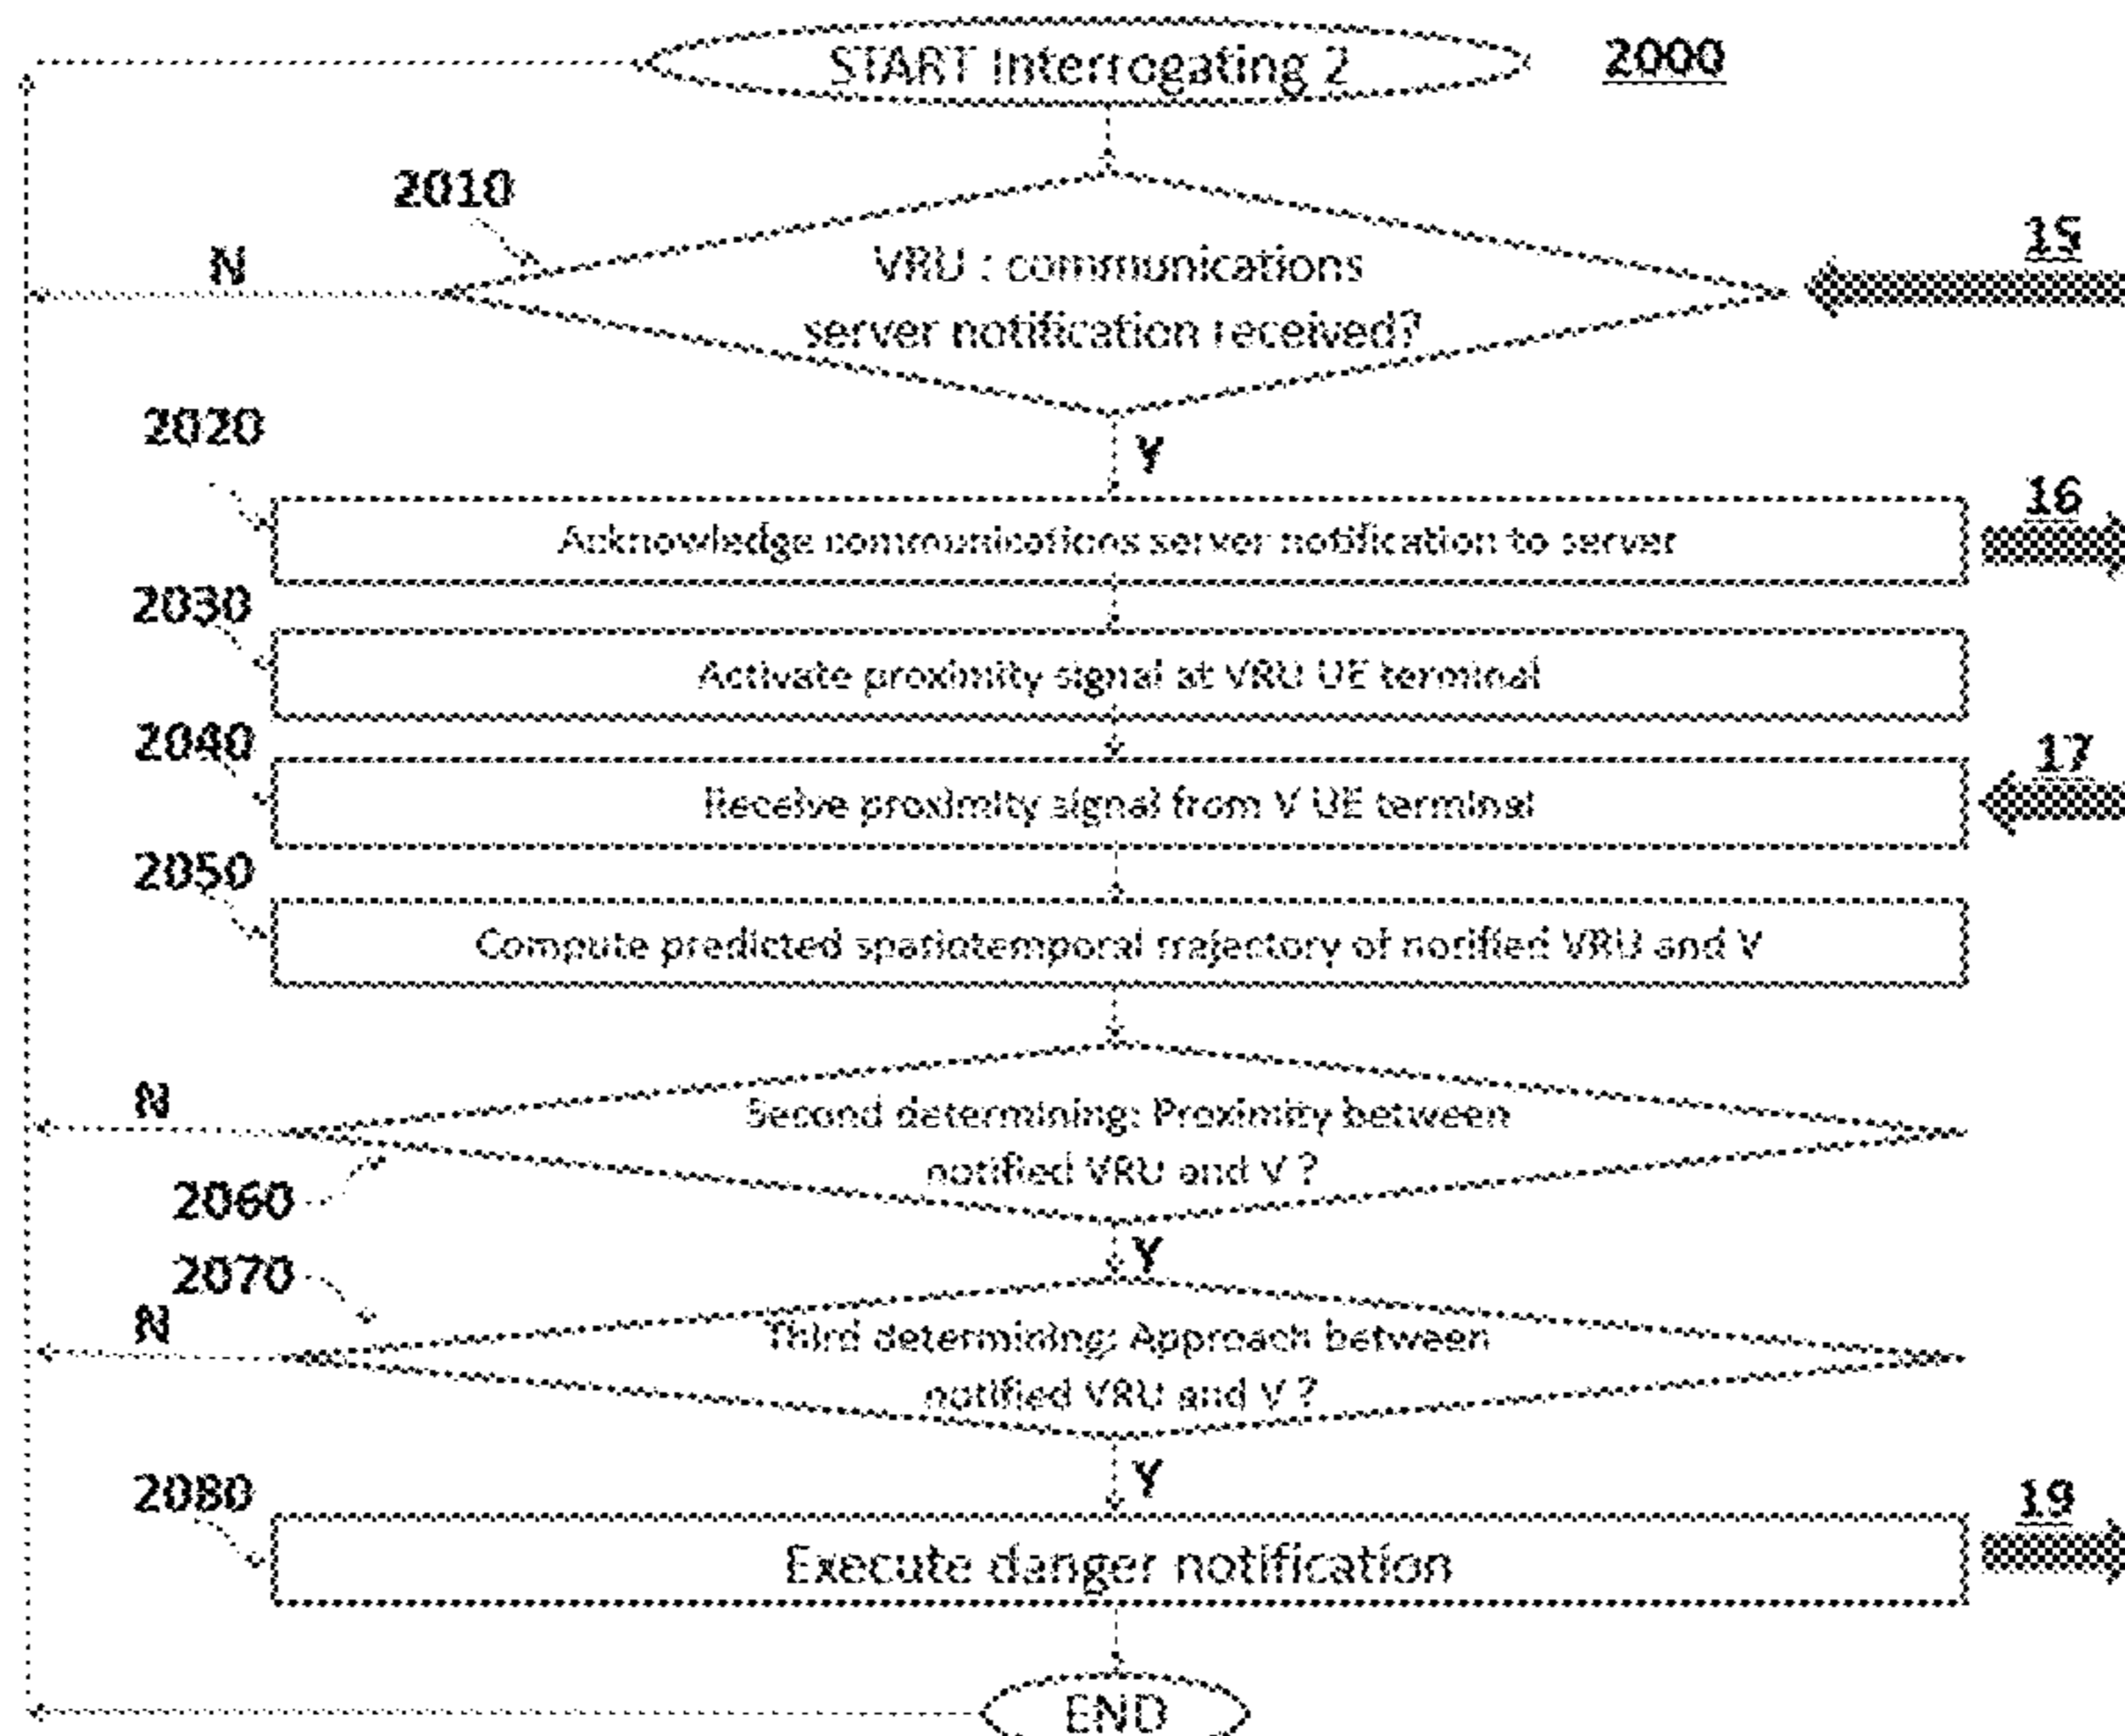 START Interrogating 2
2000
2010
N
VRU : communications
server notification received?
15
Y
2020
Acknowledge communications server notification to server
16
2030
Activate proximity signal at VRU UE terminal
2040
Receive proximity signal from V UE terminal
17
2050
Compute predicted spatiotemporal trajectory of notified VRU and V
N
Second determining: Proximity between
notified VRU and V ?
2060
Y
2070
N
Third determining: Approach between
notified VRU and V ?
Y
2080
Execute danger notification
19
END